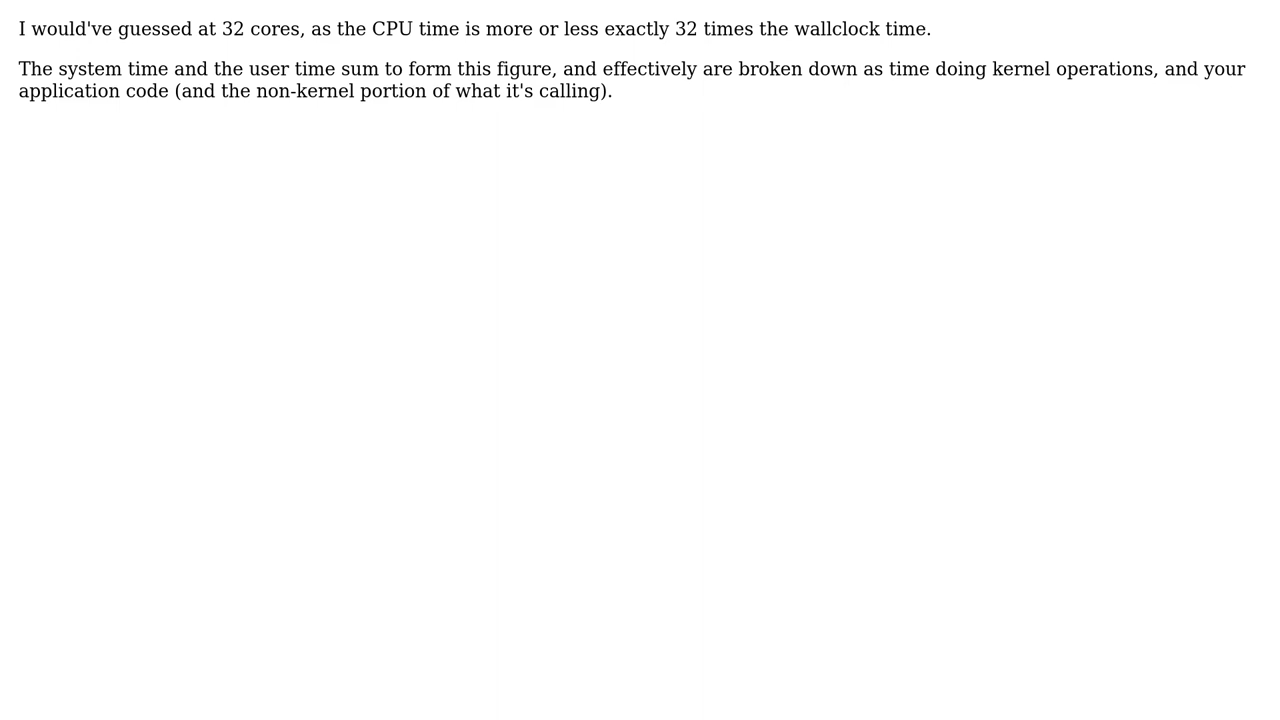 I would've guessed at 32 cores, as the CPU time is more or less exactly 32 times the wallclock time.
The system time and the user time sum to form this figure, and effectively are broken down as time doing kernel operations, and your
application code (and the non-kernel portion of what it's calling).